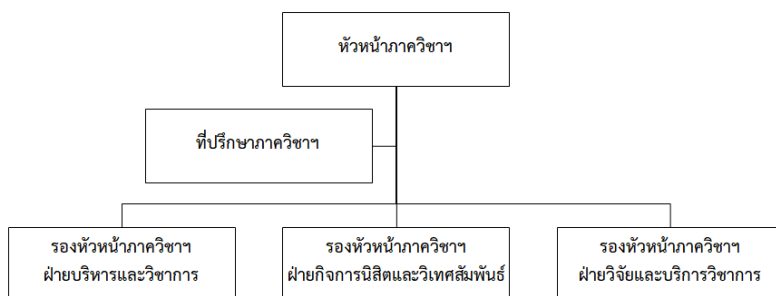 หัวหน้าภาควิชาฯ
ที่ปรึกษาภาควิชาฯ
รองหัวหน้าภาควิชาฯ
ฝ่ายบริหารและวิชาการ
รองหัวหน้าภาควิชาฯ
ฝ่ายกิจการนิสิตและวิเทศสัมพันธ์
รองหัวหน้าภาควิชาฯ
ฝ่ายวิจัยและบริการวิชาการ